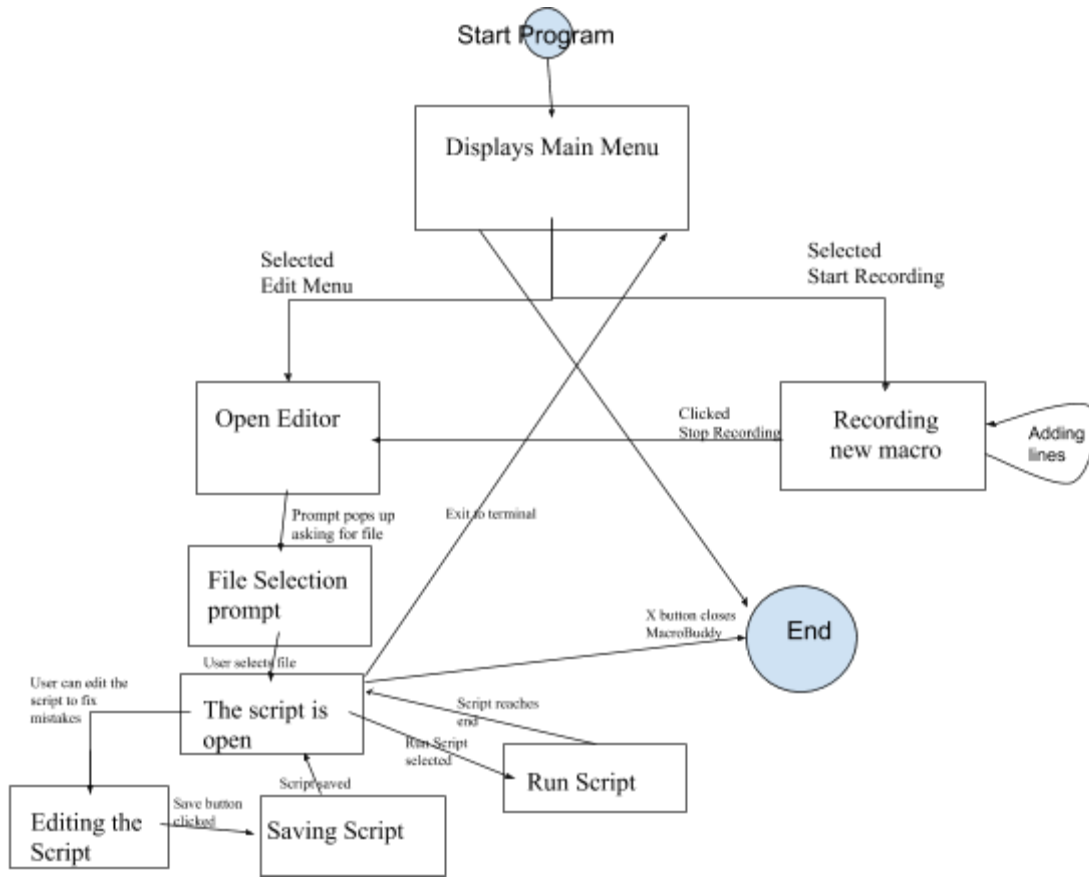 Start Program
Displays Main Menu
Selected
Edit Menu
Selected
Start Recording
Open Editor
Clicked
Stop Recording
Recording
new macro
Adding
lines
Prompt pops up
asking for file
Exit to terminal
File Selection
prompt
X button closes
MacroBuddy
End
User selects file
User can edit the
script to fix
mistakes
The script is
open
Script reaches
end
Run Script
selected
Run Script
Script saved
Save button
clicked
Editing the
Script
Saving Script